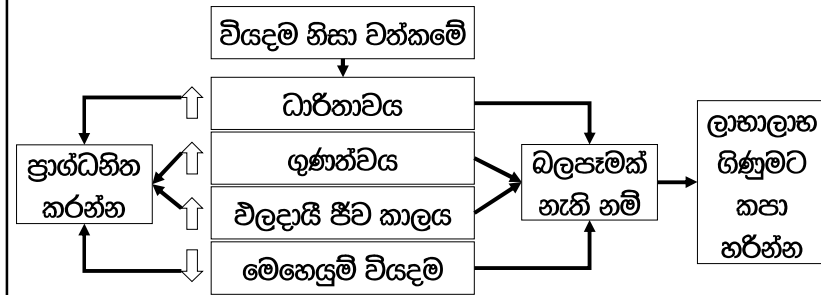 වියදම නිසා වත්කමේ
ධාරිතාවය
ගුණත්වය
ඵලදායී ජීව කාලය
මෙහෙයුම් වියදම
ප්‍රාග්ධනිත
කරන්න
බලපෑමක්
නැති නම්
ලාභාලාභ
ගිණුමට
කපා
හරින්න